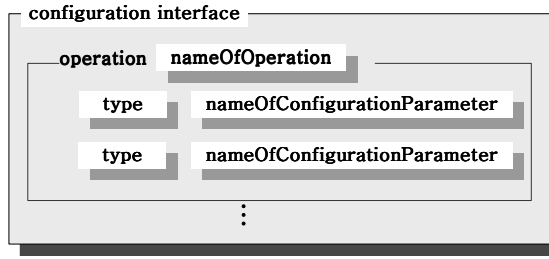 configuration interface
operation nameOfOperation
type nameOfConfigurationParameter
type nameOfConfigurationParameter
⋮